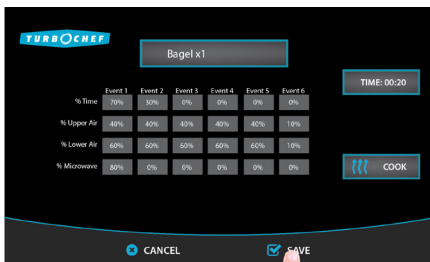 TURBOCHEF
Bagel x1
TIME: 00:20
Event 1 Event 2 Event 3 Event 4 Event 5 Event 6
% Time 70% 30% 0% 0% 0% 0%
% Upper Air 40% 40% 40% 40% 40% 10%
% Lower Air 60% 60% 60% 60% 60% 10%
% Microwave 80% 0% 0% 0% 0% 0%
COOK
CANCEL
SAVE